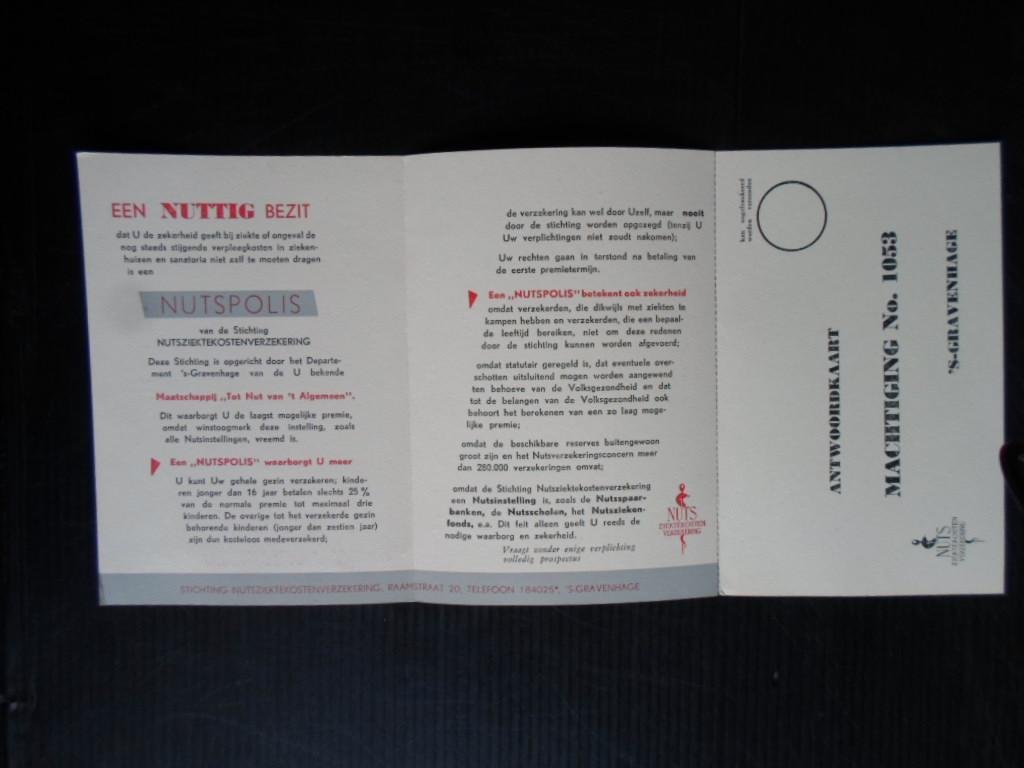 EEN NUTTIG BEZIT
dat U de zekerheid geeft bij ziekte of ongeval de
nog steeds stijgende verpleegkosten in zieken-
huizen en sanatoria niet zelf te moeten dragen
is een
NUTSPOLIS
van de Stichting
NUTSZIEKTEKOSTENVERZEKERING
Deze Stichting is opgericht door het Departe-
ment 's-Gravenhage van de U bekende
Maatschappij „Tot Nut van 't Algemeen".
Dit waarborgt U de laagst mogelijke premie,
omdat winstoogmerk deze instelling, zoals
alle Nutsinstellingen, vreemd is.
Een „NUTSPOLIS" waarborgt U meer
U kunt Uw gehele gezin verzekeren; kinde-
ren jonger dan 16 jaar betalen slechts 25 %
van de normale premie tot maximaal drie
kinderen. De overige tot het verzekerde gezin
behorende kinderen (jonger dan zestien jaar)
zijn dan kosteloos medeverzekerd;
de verzekering kan wel door Uzelf, maar nooit
door de stichting worden opgezegd (tenzij U
Uw verplichtingen niet zoudt nakomen);
Uw rechten gaan in terstond na betaling van
de eerste premietermijn.
Een „NUTSPOLIS" betekent ook zekerheid
omdat verzekerden, die dikwijls met ziekten te
kampen hebben en verzekerden, die een bepaal-
de leeftijd bereiken, niet om deze redenen
door de stichting kunnen worden afgevoerd;
omdat statutair geregeld is, dat eventuele over-
schotten uitsluitend mogen worden aangewend
ten behoeve van de Volksgezondheid en dat
tot de belangen van de Volksgezondheid ook
behoort het berekenen van een zo laag moge-
lijke premie;
omdat de beschikbare reserves buitengewoon
groot zijn en het Nutsverzekeringsconcern meer
dan 280.000 verzekeringen omvat;
omdat de Stichting Nutsziektekostenverzekering
een Nutsinstelling is, zoals de Nutsspaar-
banken, de Nutsscholen, het Nutszieken-
fonds, e.a. Dit feit alleen geeft U reeds de
nodige waarborg en zekerheid.
Vraagt zonder enige verplichting
volledig prospectus
NUTS
ZIEKTEKOSTEN
VERZEKERING
STICHTING NUTSZIEKTEKOSTENVERZEKERING, RAAMSTRAAT 20, TELEFOON 184025*, 'S-GRAVENHAGE
kan ongefrankeerd
worden verzonden
ANTWOORDKAART
MACHTIGING No. 1053
'S-GRAVENHAGE
NUTS
ZIEKTEKOSTEN
VERZEKERING